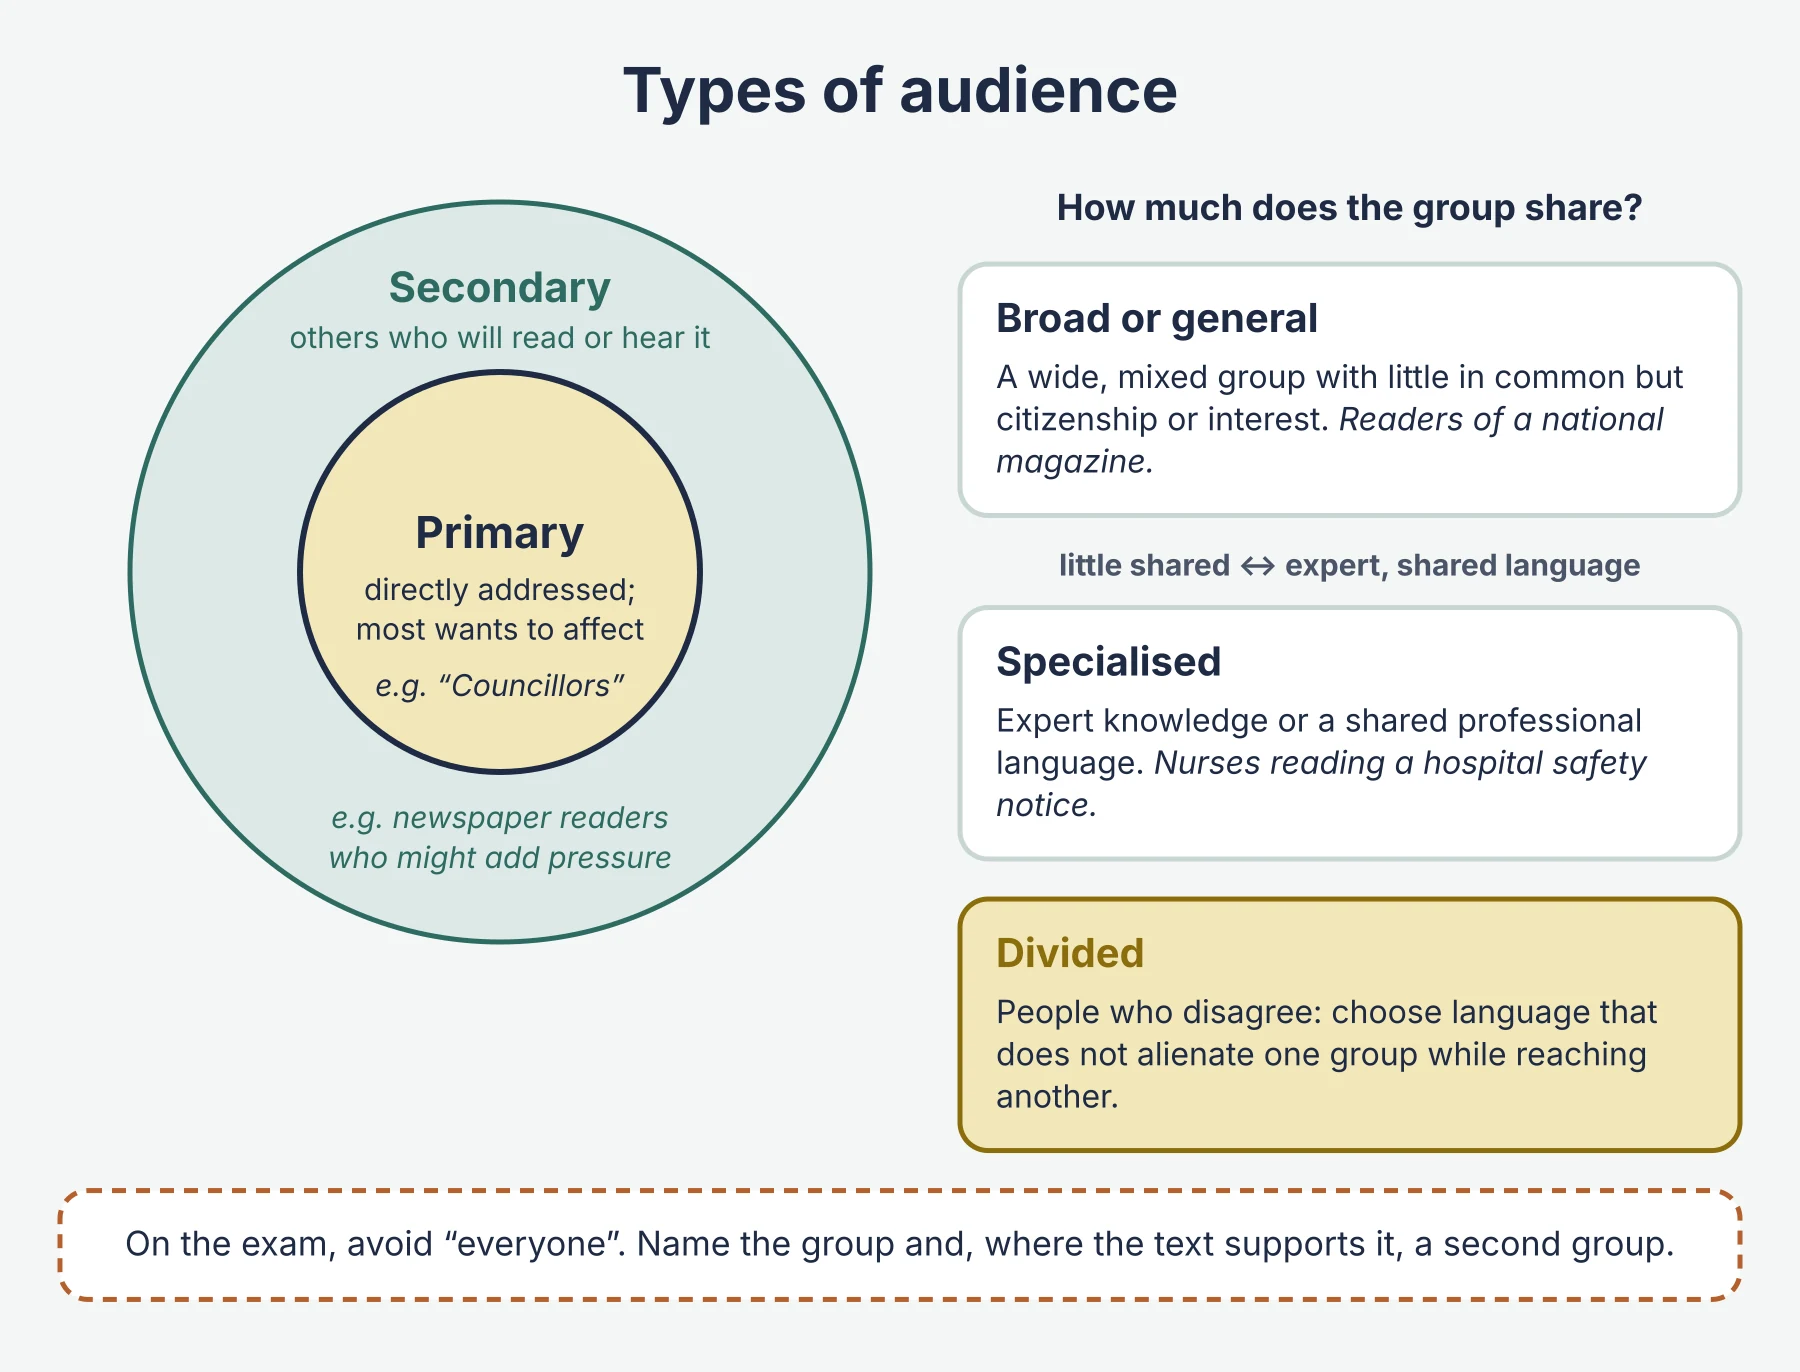 Types of audience
Secondary
others who will read or hear it
Primary
directly addressed;
most wants to affect
e.g. “Councillors”
e.g. newspaper readers
who might add pressure
How much does the group share?
Broad or general
A wide, mixed group with little in common but
citizenship or interest. Readers of a national
magazine.
little shared ↔ expert, shared language
Specialised
Expert knowledge or a shared professional
language. Nurses reading a hospital safety
notice.
Divided
People who disagree: choose language that
does not alienate one group while reaching
another.
On the exam, avoid “everyone”. Name the group and, where the text supports it, a second group.